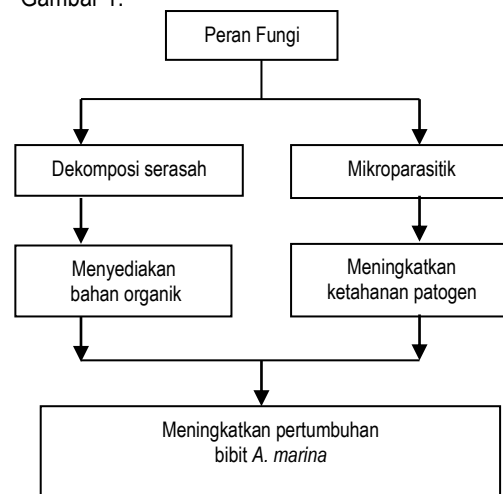 Gambar 1.
Peran Fungi
Dekomposi serasah
Mikroparasitik
Menyediakan
bahan organik
Meningkatkan
ketahanan patogen
Meningkatkan pertumbuhan
bibit A. marina